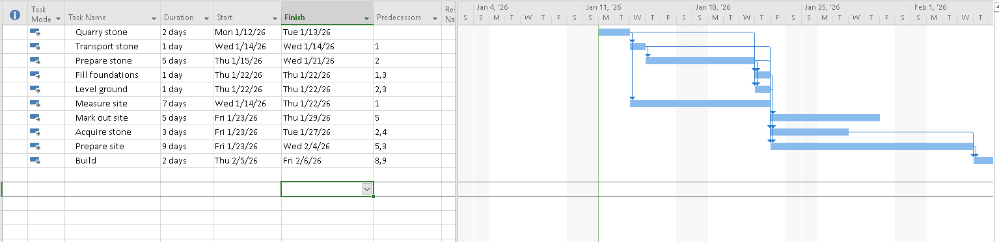 Task Mode Task Name Duration Start Finish Predecessors Re: Na
Jan 4, '26 Jan 11, '26 Jan 18, '26 Jan 25, '26 Feb 1, '26
S S M T W T F S S M T W T F S S M T W T F S S M T W T F S S M T W T
Quarry stone 2 days Mon 1/12/26 Tue 1/13/26
Transport stone 1 day Wed 1/14/26 Wed 1/14/26 1
Prepare stone 5 days Thu 1/15/26 Wed 1/21/26 2
Fill foundations 1 day Thu 1/22/26 Thu 1/22/26 1,3
Level ground 1 day Thu 1/22/26 Thu 1/22/26 2,3
Measure site 7 days Wed 1/14/26 Thu 1/22/26 1
Mark out site 5 days Fri 1/23/26 Thu 1/29/26 5
Acquire stone 3 days Fri 1/23/26 Tue 1/27/26 2,4
Prepare site 9 days Fri 1/23/26 Wed 2/4/26 5,3
Build 2 days Thu 2/5/26 Fri 2/6/26 8,9